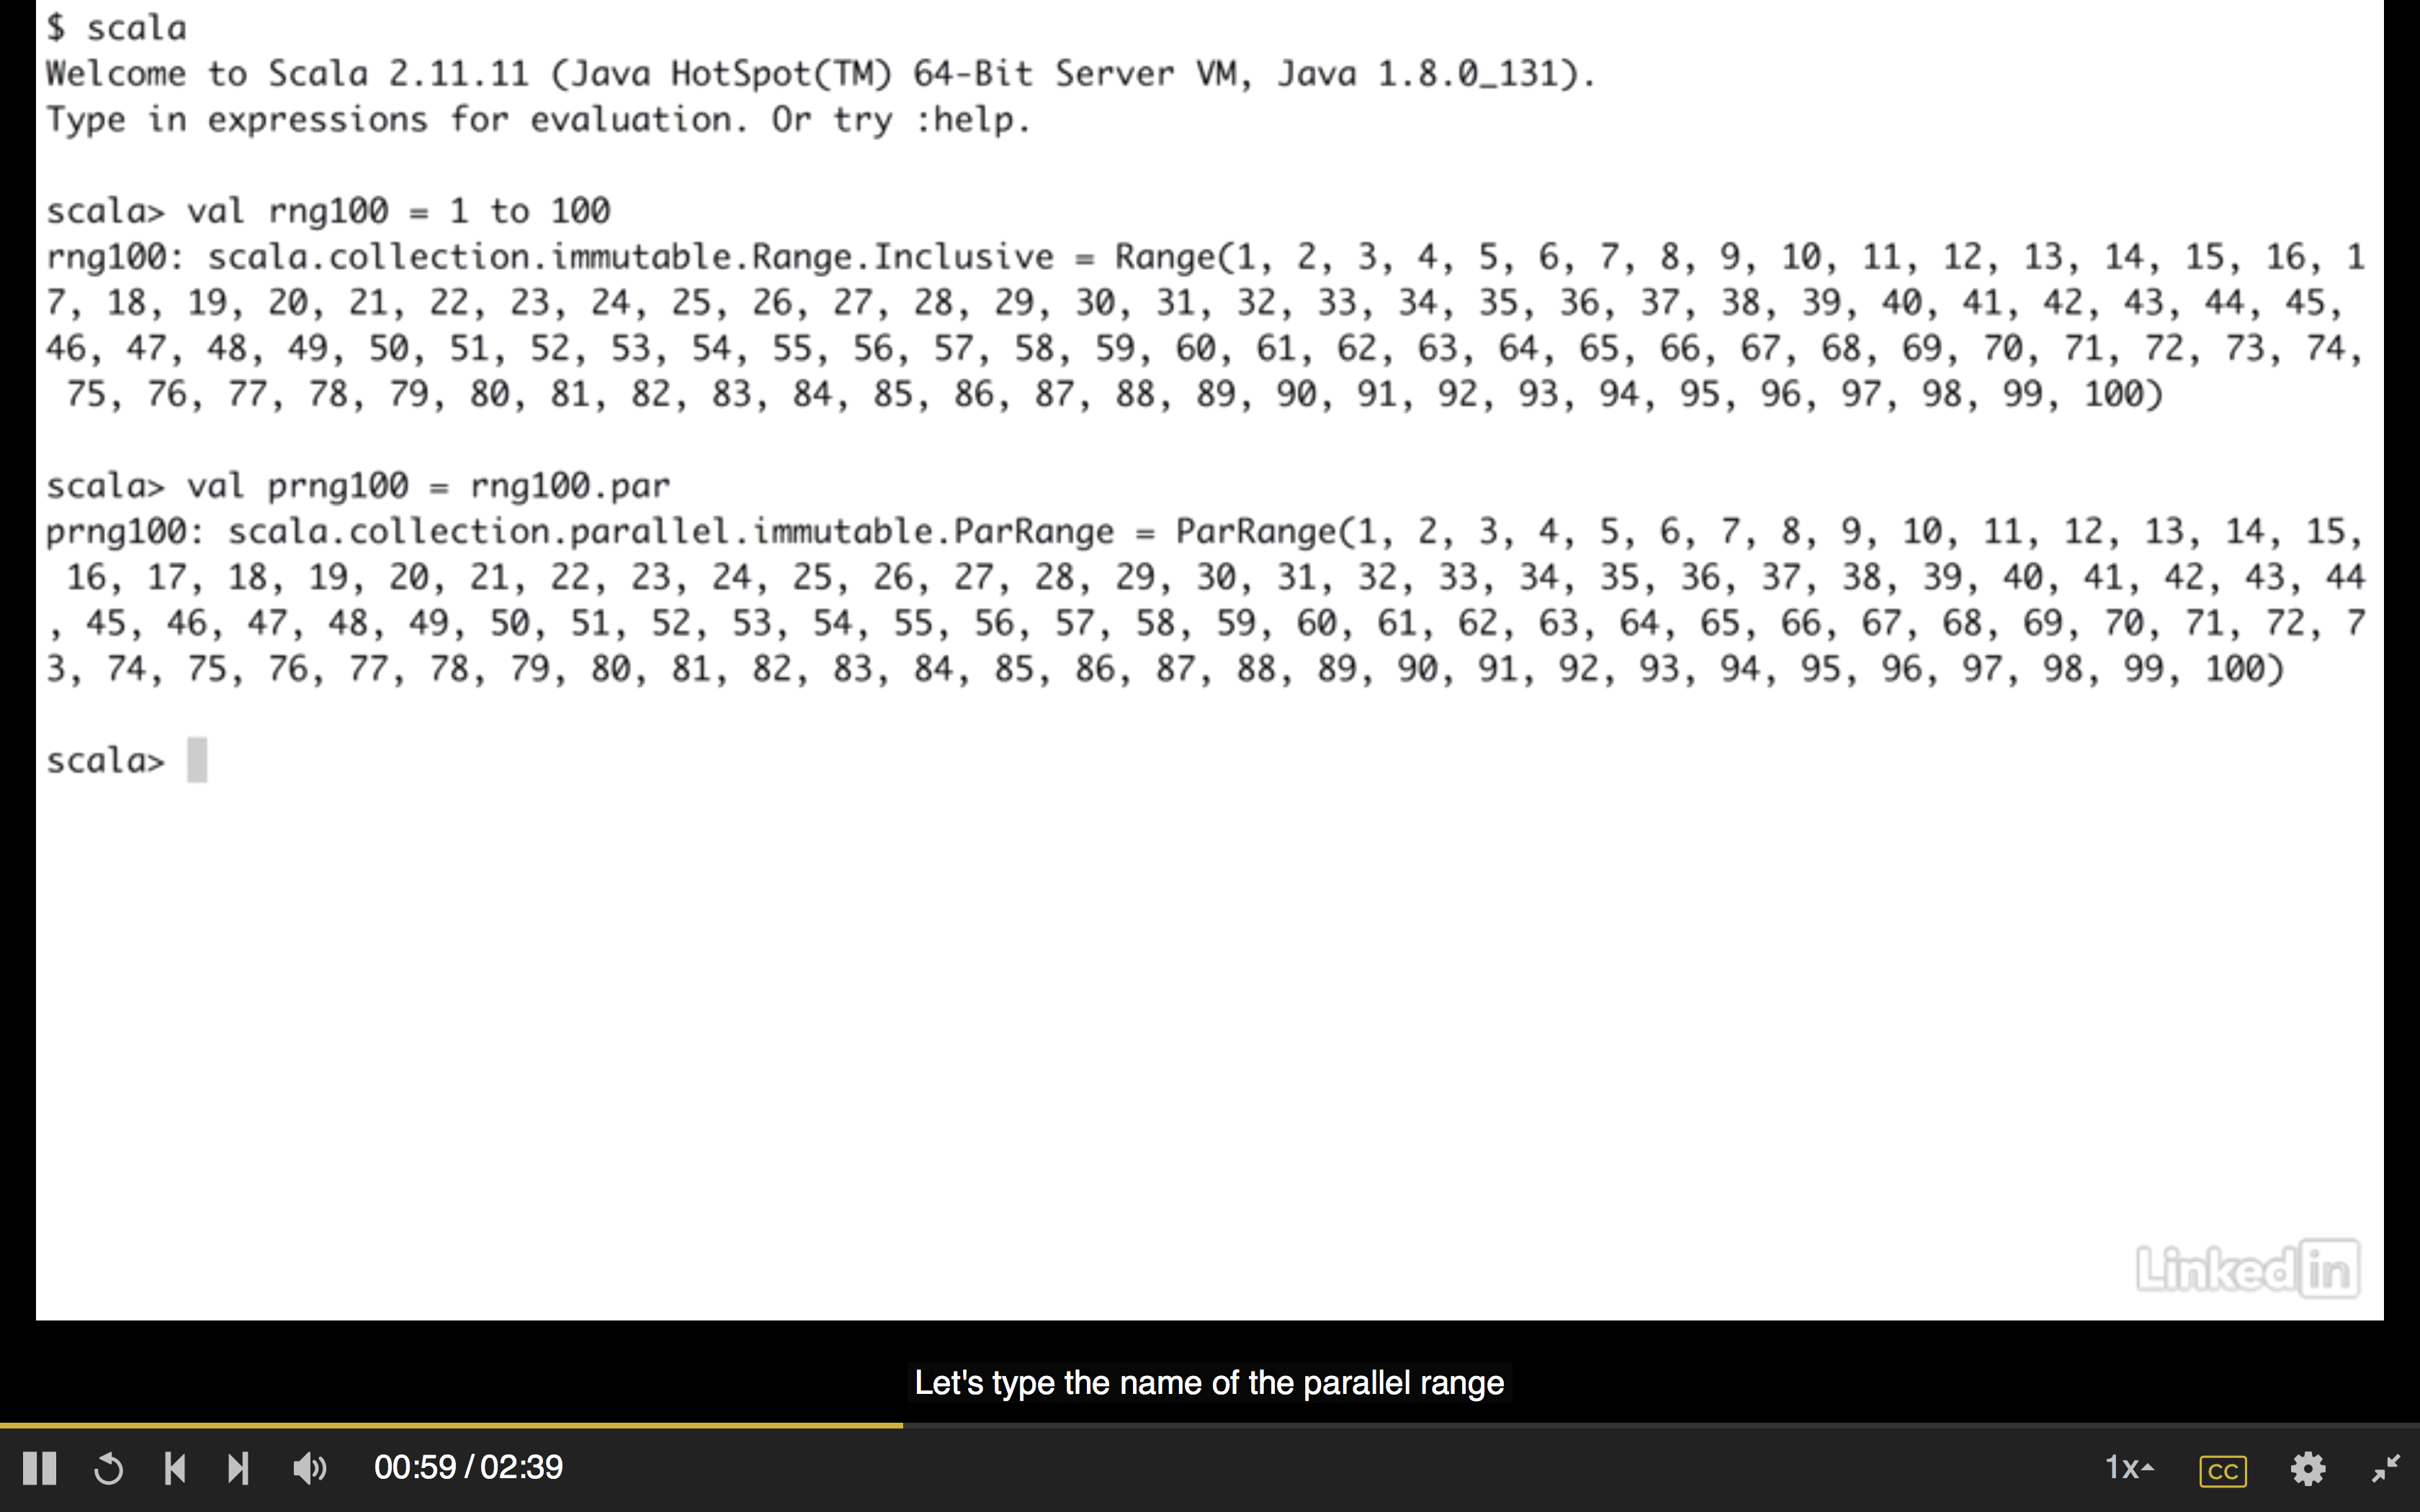 $ scala
Welcome to Scala 2.11.11 (Java HotSpot(TM) 64-Bit Server VM, Java 1.8.0_131).
Type in expressions for evaluation. Or try :help.
scala> val rng100 = 1 to 100
rng100: scala.collection.immutable.Range.Inclusive = Range(1, 2, 3, 4, 5, 6, 7, 8, 9, 10, 11, 12, 13, 14, 15, 16, 1
7, 18, 19, 20, 21, 22, 23, 24, 25, 26, 27, 28, 29, 30, 31, 32, 33, 34, 35, 36, 37, 38, 39, 40, 41, 42, 43, 44, 45,
46, 47, 48, 49, 50, 51, 52, 53, 54, 55, 56, 57, 58, 59, 60, 61, 62, 63, 64, 65, 66, 67, 68, 69, 70, 71, 72, 73, 74,
75, 76, 77, 78, 79, 80, 81, 82, 83, 84, 85, 86, 87, 88, 89, 90, 91, 92, 93, 94, 95, 96, 97, 98, 99, 100)
scala> val prng100 = rng100.par
prng100: scala.collection.parallel.immutable.ParRange = ParRange(1, 2, 3, 4, 5, 6, 7, 8, 9, 10, 11, 12, 13, 14, 15,
16, 17, 18, 19, 20, 21, 22, 23, 24, 25, 26, 27, 28, 29, 30, 31, 32, 33, 34, 35, 36, 37, 38, 39, 40, 41, 42, 43, 44
, 45, 46, 47, 48, 49, 50, 51, 52, 53, 54, 55, 56, 57, 58, 59, 60, 61, 62, 63, 64, 65, 66, 67, 68, 69, 70, 71, 72, 7
3, 74, 75, 76, 77, 78, 79, 80, 81, 82, 83, 84, 85, 86, 87, 88, 89, 90, 91, 92, 93, 94, 95, 96, 97, 98, 99, 100)
scala>
Linked in
Let's type the name of the parallel range
00:59 / 02:39
1x
CC